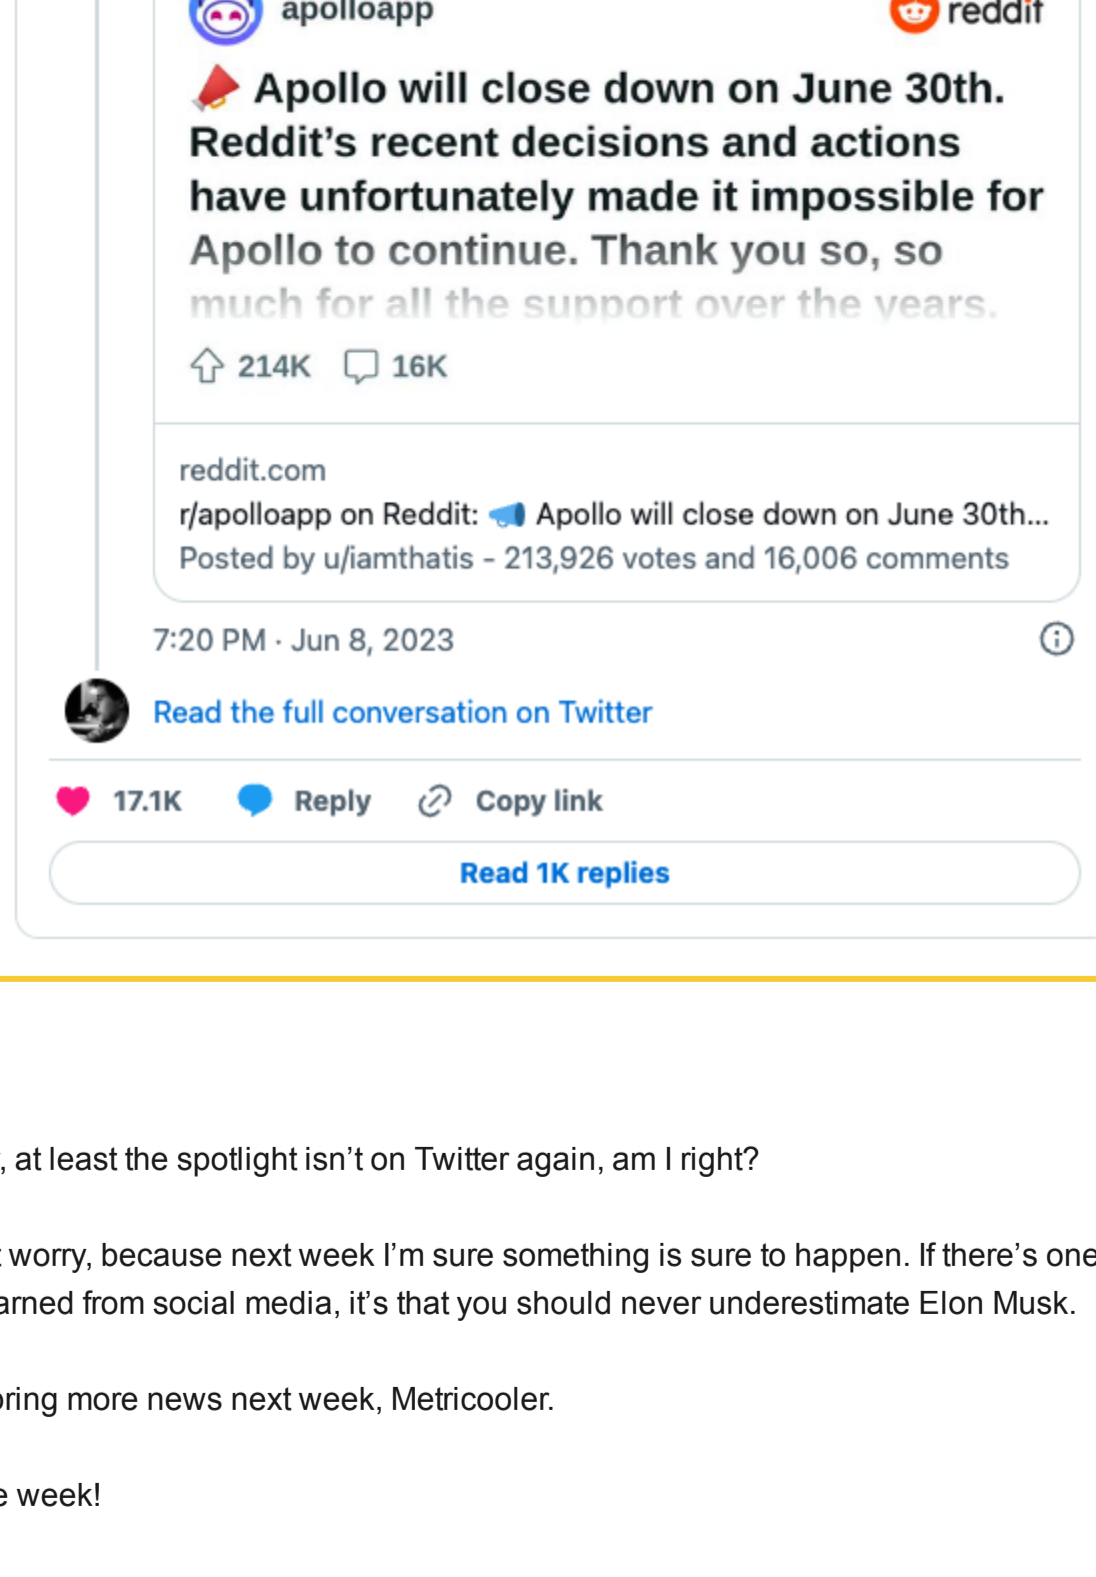 apolloapp
reddit
Apollo will close down on June 30th.
Reddit’s recent decisions and actions
have unfortunately made it impossible for
Apollo to continue. Thank you so, so
much for all the support over the years.
214K 16K
reddit.com
r/apolloapp on Reddit: 📣 Apollo will close down on June 30th...
Posted by u/iamthatis - 213,926 votes and 16,006 comments
7:20 PM · Jun 8, 2023
Read the full conversation on Twitter
17.1K Reply Copy link
Read 1K replies
, at least the spotlight isn’t on Twitter again, am I right?
worry, because next week I’m sure something is sure to happen. If there’s one
arned from social media, it’s that you should never underestimate Elon Musk.
ring more news next week, Metricooler.
e week!